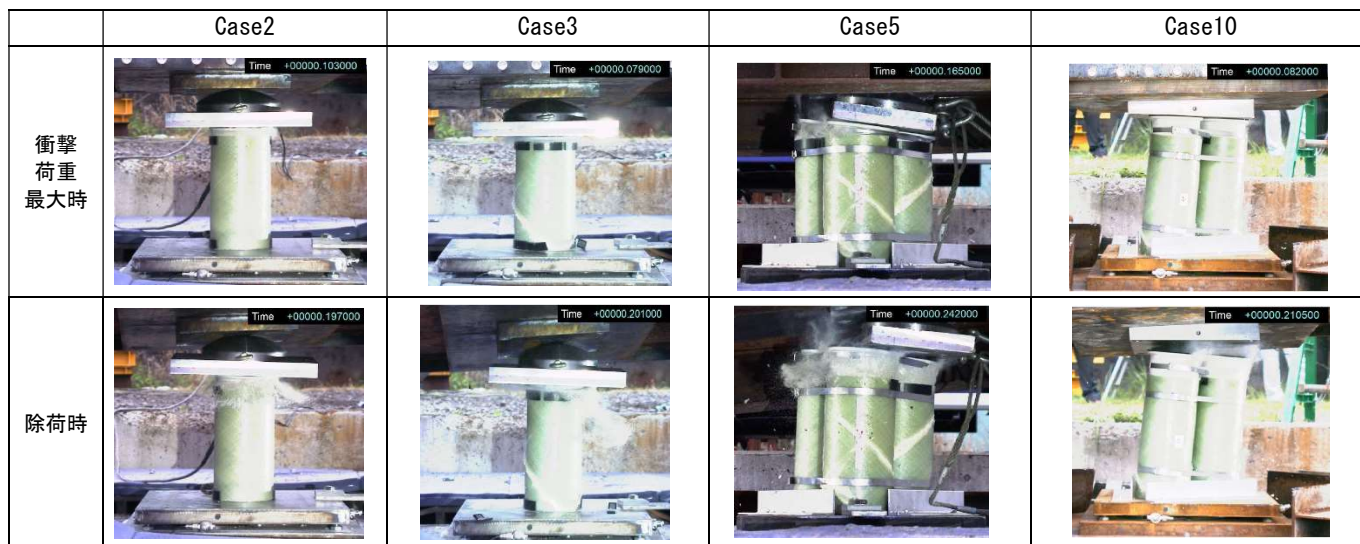 Case2 Case3 Case5 Case10
衝撃
荷重
最大時
Time +00000.103000
Time +00000.079000
Time +00000.165000
Time +00000.082000
除荷時
Time +00000.197000
Time +00000.201000
Time +00000.242000
Time +00000.210500